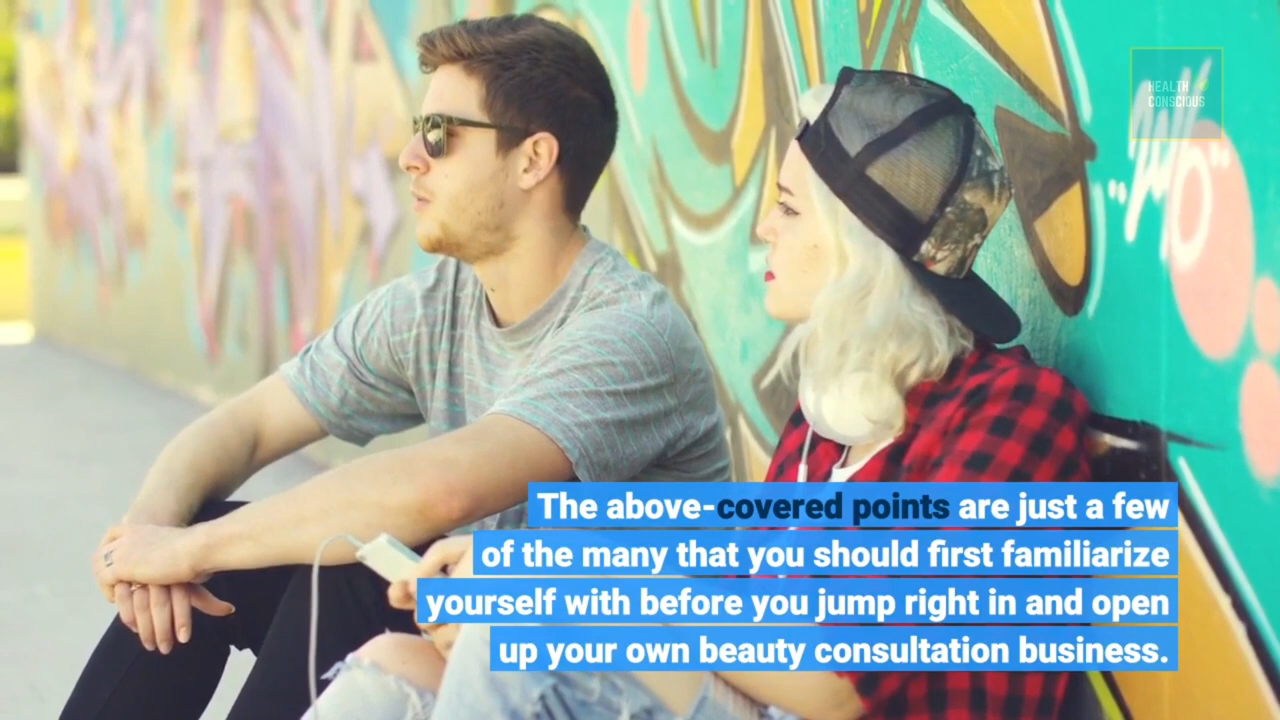 HEALTH
CONSCIOUS
The above-covered points are just a few
of the many that you should first familiarize
yourself with before you jump right in and open
up your own beauty consultation business.